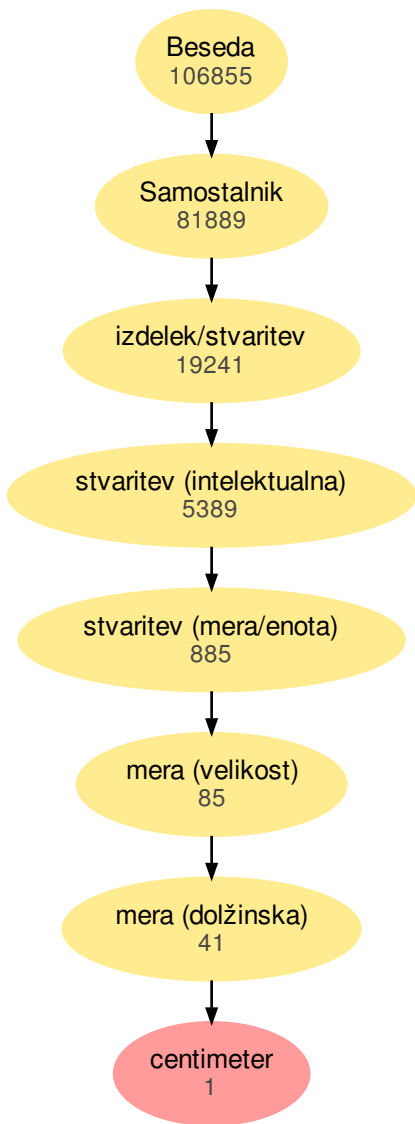 Beseda
106855
Samostalnik
81889
izdelek/stvaritev
19241
stvaritev (intelektualna)
5389
stvaritev (mera/enota)
885
mera (velikost)
85
mera (dolžinska)
41
centimeter
1